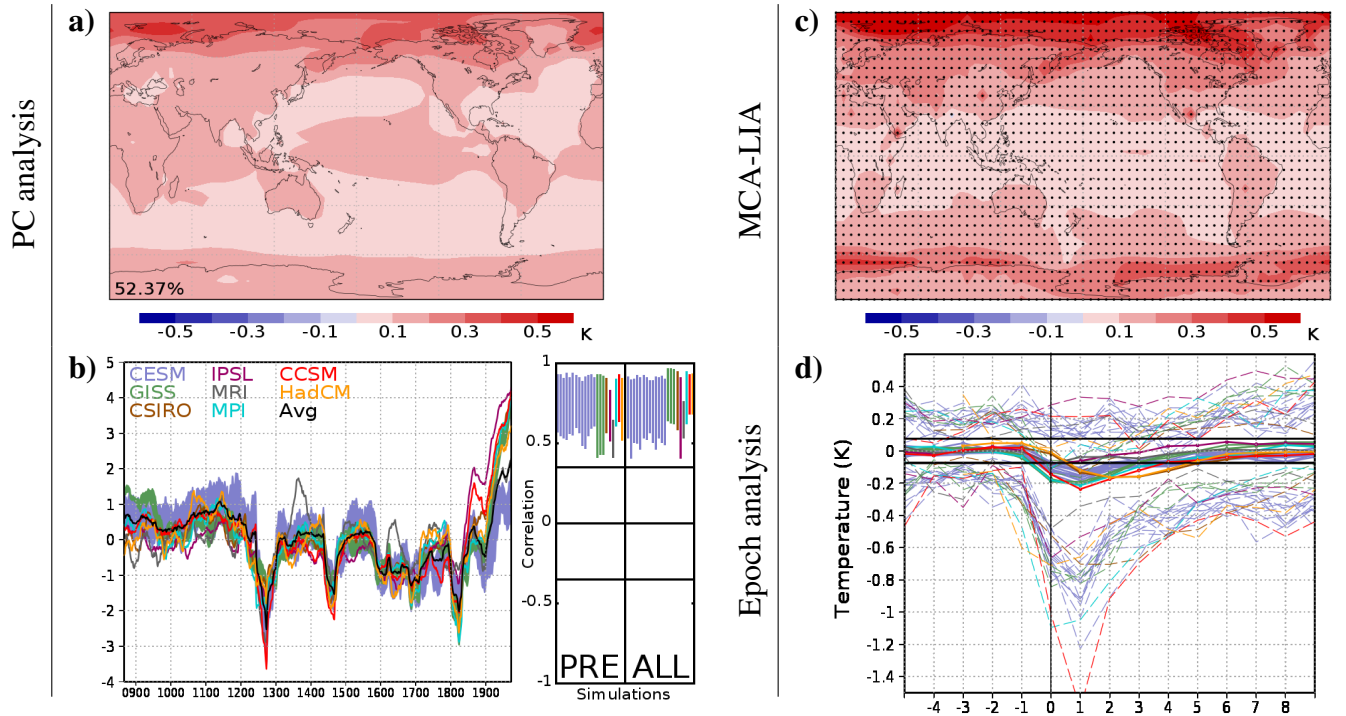 a)
PC analysis
52.37%
-0.5 -0.3 -0.1 0.1 0.3 0.5 K
c)
MCA-LIA
-0.5 -0.3 -0.1 0.1 0.3 0.5 K
b)
5
4
3
2
1
0
-1
-2
-3
-4
CESM IPSL CCSM
GISS MRI HadCM
CSIRO MPI Avg
0900 1000 1100 1200 1300 1400 1500 1600 1700 1800 1900
Correlation
1
0.5
0
-0.5
-1
PRE ALL
Simulations
d)
Epoch analysis
Temperature (K)
0.4
0.2
0
-0.2
-0.4
-0.6
-0.8
-1
-1.2
-1.4
-4 -3 -2 -1 0 1 2 3 4 5 6 7 8